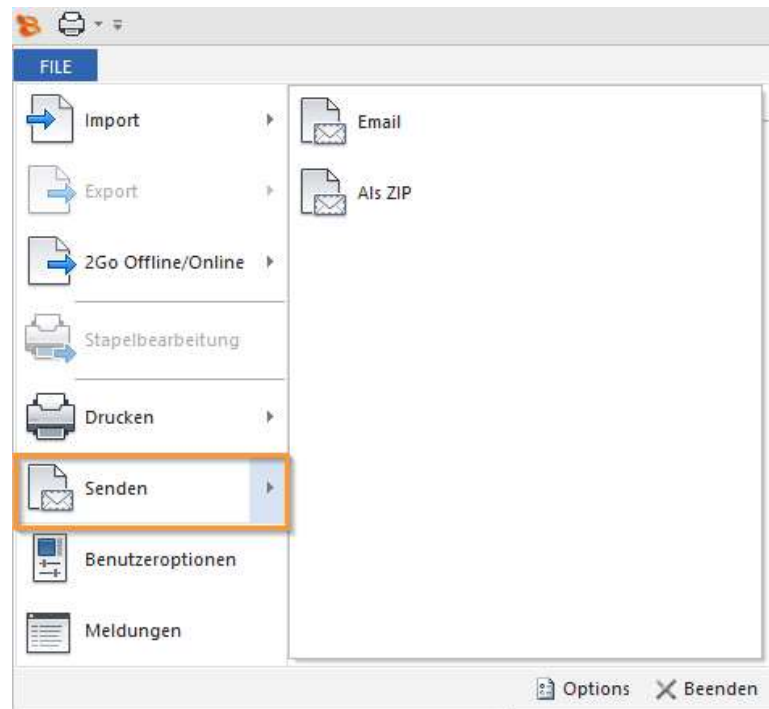 FILE
Import
Export
2Go Offline/Online
Stapelbearbeitung
Drucken
Senden
Benutzeroptionen
Meldungen
Email
Als ZIP
Options
Beenden